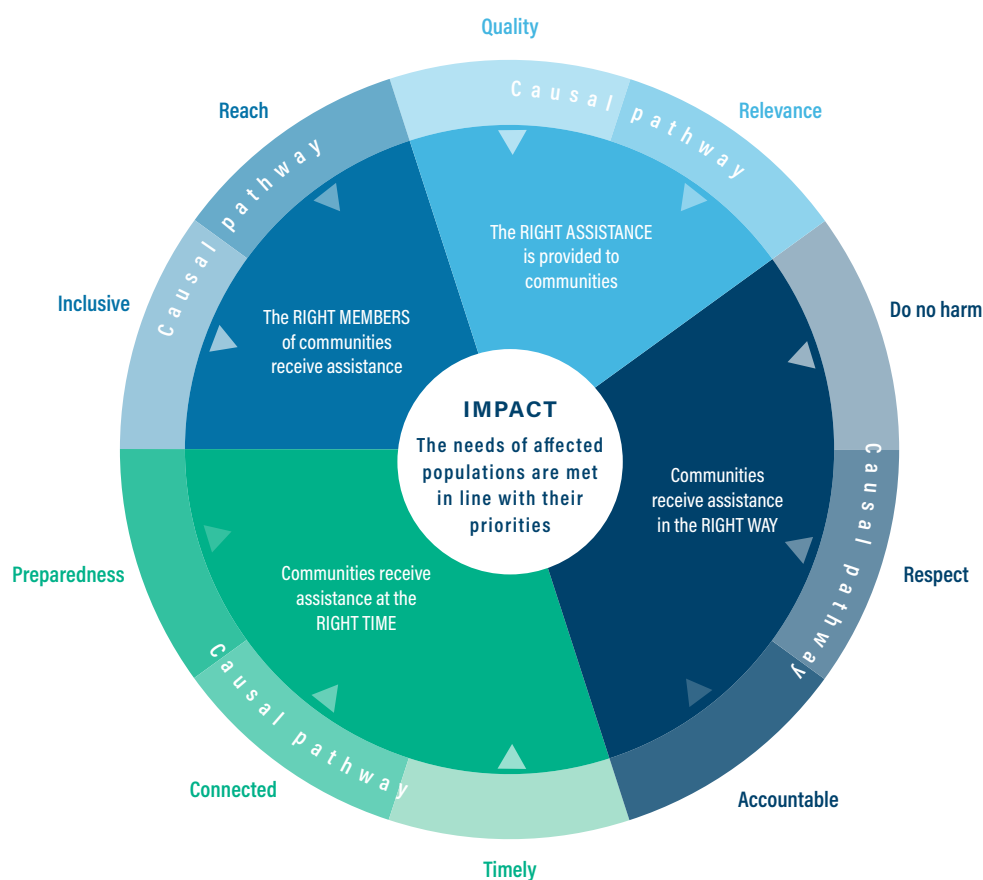 Quality
Causal pathway
Relevance
Reach
Causal pathway
Inclusive
The RIGHT ASSISTANCE
is provided to
communities
The RIGHT MEMBERS
of communities
receive assistance
Do no harm
IMPACT
The needs of affected
populations are met
in line with their
priorities
Communities
receive assistance
in the RIGHT WAY
Causal pathway
Respect
Preparedness
Communities receive
assistance at the
RIGHT TIME
Causal pathway
Connected
Accountable
Timely